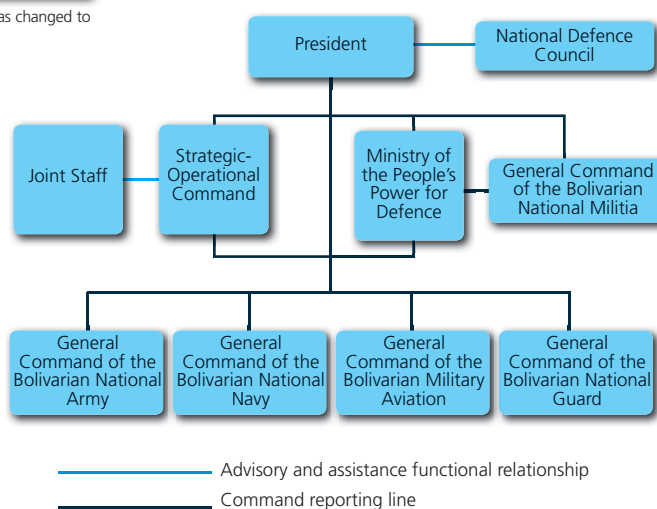 as changed to
President
National Defence
Council
Joint Staff
Strategic-
Operational
Command
Ministry of
the People's
Power for
Defence
General Command
of the Bolivarian
National Militia
General
Command of the
Bolivarian National
Army
General
Command of the
Bolivarian National
Navy
General
Command of the
Bolivarian Military
Aviation
General
Command of the
Bolivarian National
Guard
Advisory and assistance functional relationship
Command reporting line